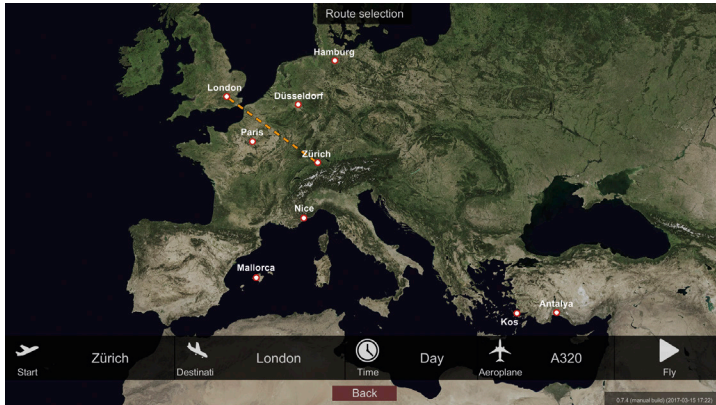 Route selection
Hamburg
London
Düsseldorf
Paris
Zürich
Nice
Mallorca
Antalya
Kos
Start
Zürich
Destinati
London
Time
Day
Aeroplane
A320
Fly
Back
0.7.4 (manual build) (2017-03-15 17:22)